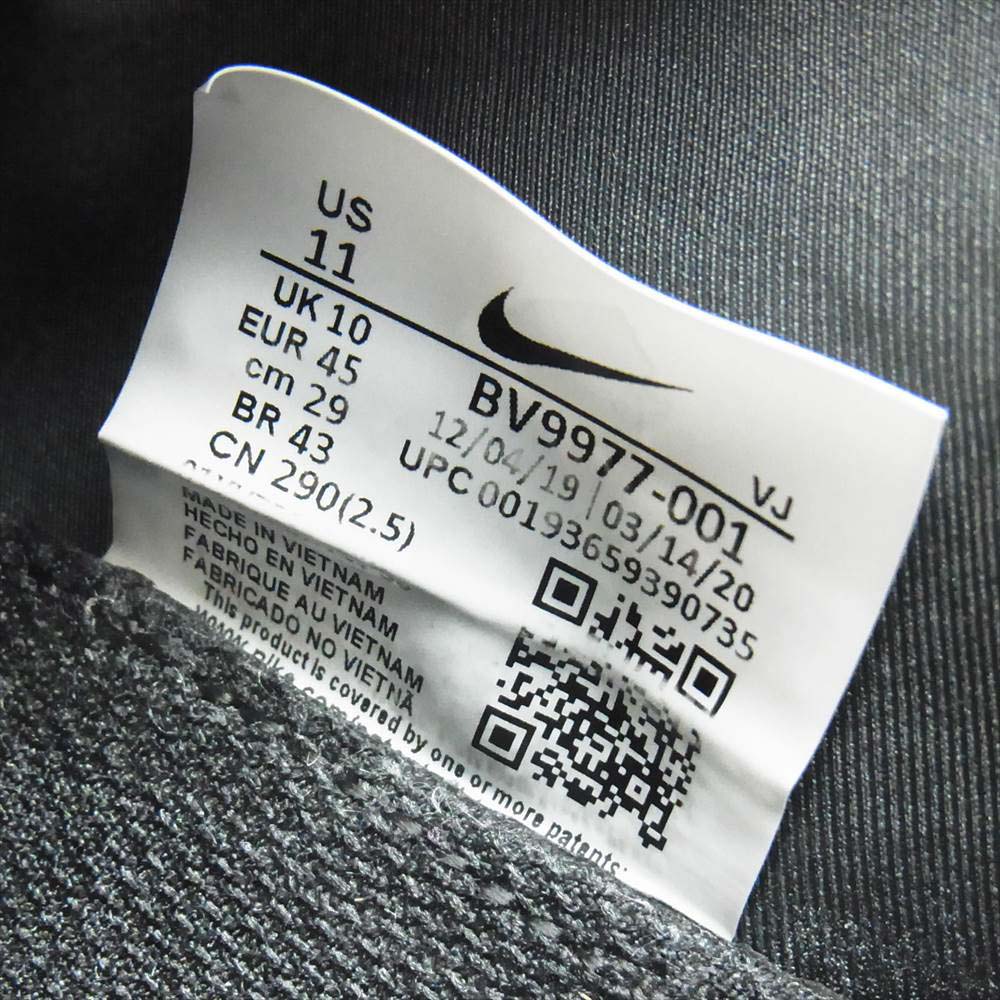 US
11
UK 10
EUR 45
cm 29
BR 43
CN 290(2.5)
VJ
BV9977-001
12/04/19 | 03/14/20
UPC 00193659390735
MADE IN VIETNAM
HECHO EN VIETNAM
FABRIQUE AU VIETNAM
FABRICADO NO VIETNÃ
This product is covered by one or more patents: